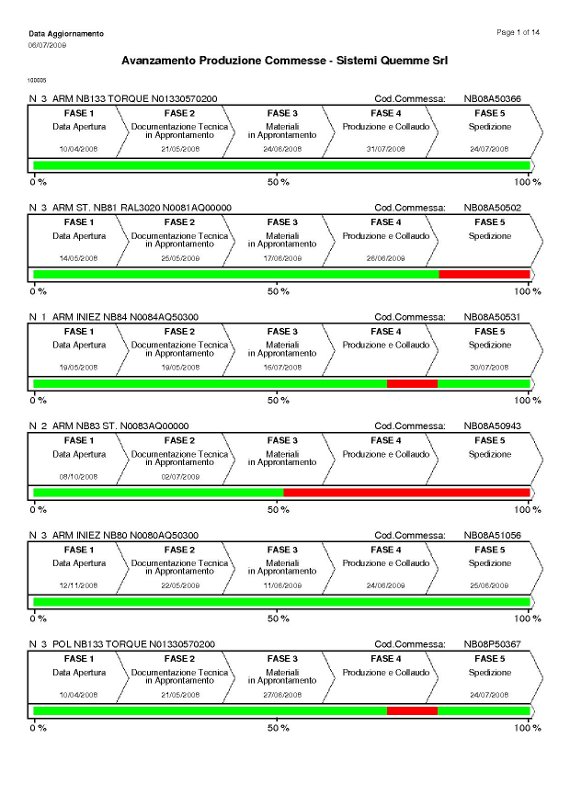 Data Aggiornamento
Page 1 of 14
06/07/2009
Avanzamento Produzione Commesse - Sistemi Quemme Srl
100035
N 3 ARM NB133 TORQUE N01330570200 Cod.Commessa: NB08A50366
FASE 1 FASE 2 FASE 3 FASE 4 FASE 5
Data Apertura Documentazione Tecnica Materiali Produzione e Collaudo Spedizione
in Approntamento in Approntamento
10/04/2008 21/05/2008 24/06/2008 31/07/2008 24/07/2008
0 % 50 % 100 %
N 3 ARM ST. NB81 RAL3020 N0081AQ00000 Cod.Commessa: NB08A50502
FASE 1 FASE 2 FASE 3 FASE 4 FASE 5
Data Apertura Documentazione Tecnica Materiali Produzione e Collaudo Spedizione
in Approntamento in Approntamento
14/05/2008 25/05/2009 17/06/2009 26/06/2009
0 % 50 % 100 %
N 1 ARM INIEZ NB84 N0084AQ50300 Cod.Commessa: NB08A50531
FASE 1 FASE 2 FASE 3 FASE 4 FASE 5
Data Apertura Documentazione Tecnica Materiali Produzione e Collaudo Spedizione
in Approntamento in Approntamento
19/05/2008 19/05/2008 16/07/2008 30/07/2008
0 % 50 % 100 %
N 2 ARM NB83 ST. N0083AQ00000 Cod.Commessa: NB08A50943
FASE 1 FASE 2 FASE 3 FASE 4 FASE 5
Data Apertura Documentazione Tecnica Materiali Produzione e Collaudo Spedizione
in Approntamento in Approntamento
08/10/2008 02/07/2009
0 % 50 % 100 %
N 3 ARM INIEZ NB80 N0080AQ50300 Cod.Commessa: NB08A51056
FASE 1 FASE 2 FASE 3 FASE 4 FASE 5
Data Apertura Documentazione Tecnica Materiali Produzione e Collaudo Spedizione
in Approntamento in Approntamento
12/11/2008 22/05/2009 11/06/2009 24/06/2009 25/06/2009
0 % 50 % 100 %
N 3 POL NB133 TORQUE N01330570200 Cod.Commessa: NB08P50367
FASE 1 FASE 2 FASE 3 FASE 4 FASE 5
Data Apertura Documentazione Tecnica Materiali Produzione e Collaudo Spedizione
in Approntamento in Approntamento
10/04/2008 21/05/2008 27/06/2008 24/07/2008
0 % 50 % 100 %